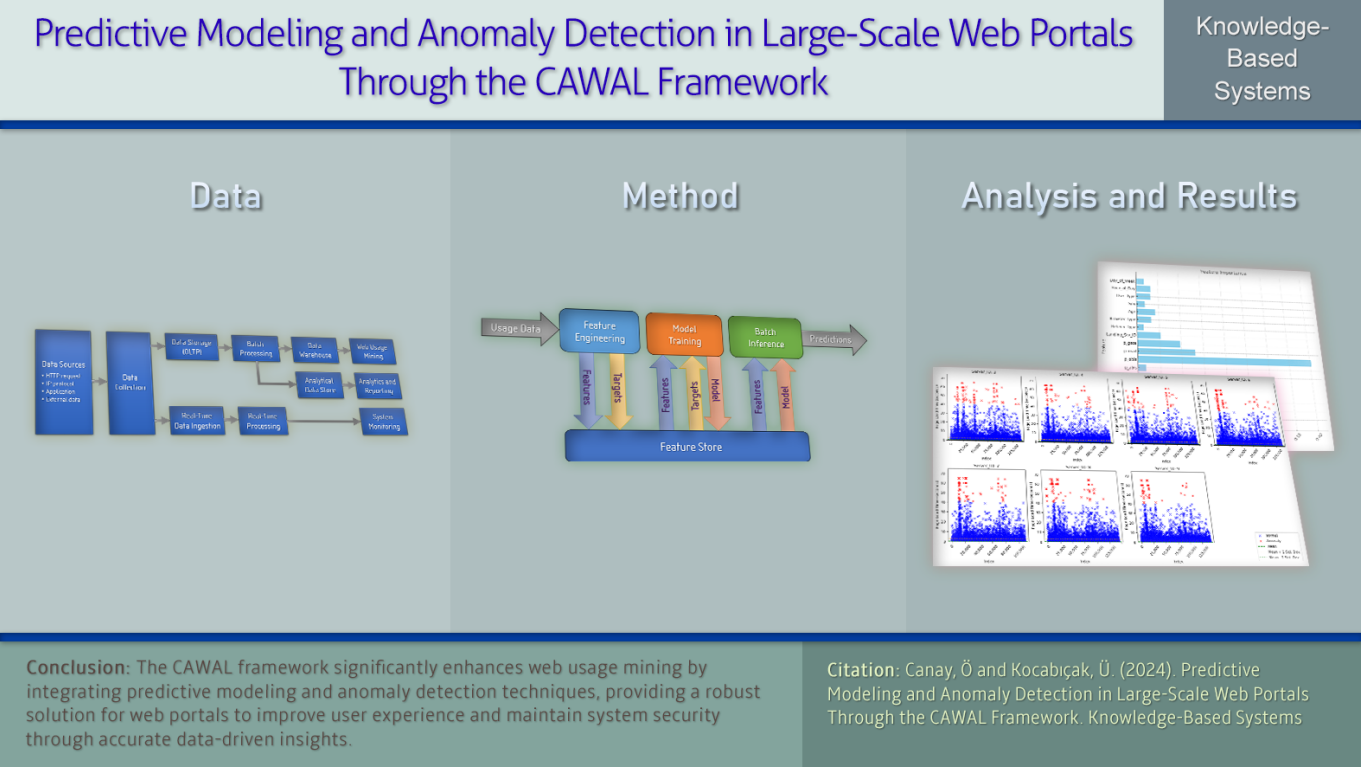 Predictive Modeling and Anomaly Detection in Large-Scale Web Portals
Through the CAWAL Framework
Knowledge-
Based
Systems
Data
Method
Analysis and Results
Data Sources
• HTTP request
• IP protocol
• Application
• External data
Data
Collection
Data Storage
(OLTP)
Batch
Processing
Data
Warehouse
Web Usage
Mining
Analytical
Data Store
Analytics and
Reporting
Real-Time
Data Ingestion
Real-Time
Processing
System
Monitoring
Usage Data
Feature
Engineering
Model
Training
Batch
Inference
Predictions
Features
Targets
Features
Targets
Model
Features
Model
Feature Store
Feature Importance
Conclusion: The CAWAL framework significantly enhances web usage mining by
integrating predictive modeling and anomaly detection techniques, providing a robust
solution for web portals to improve user experience and maintain system security
through accurate data-driven insights.
Citation: Canay, Ö and Kocabıçak, Ü. (2024). Predictive
Modeling and Anomaly Detection in Large-Scale Web Portals
Through the CAWAL Framework. Knowledge-Based Systems